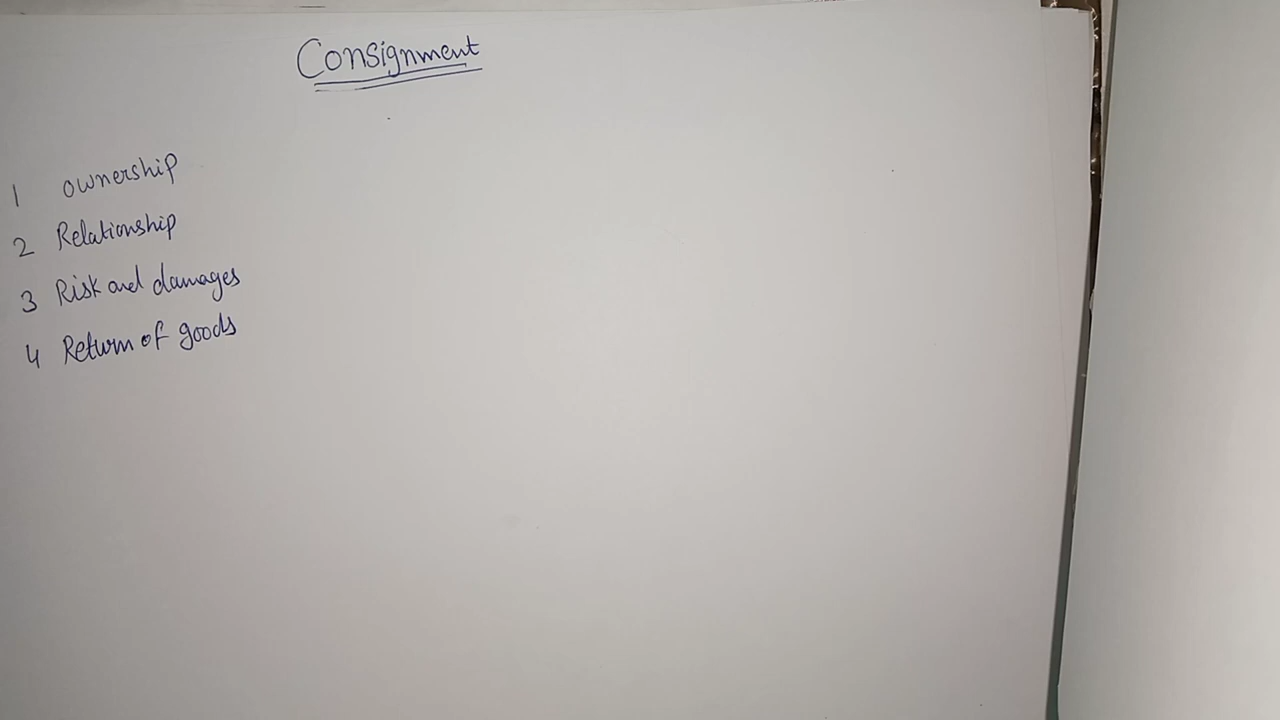 Consignment
1 ownership
2 Relationship
3 Risk and damages
4 Return of goods